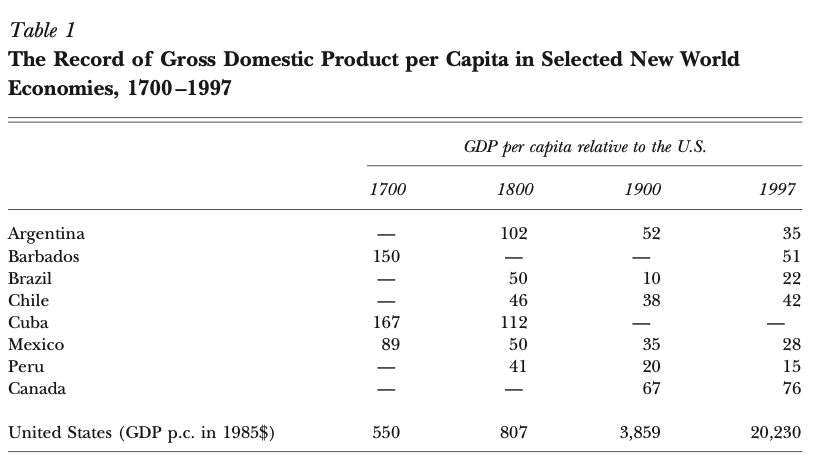 Table 1
The Record of Gross Domestic Product per Capita in Selected New World
Economies, 1700–1997
GDP per capita relative to the U.S.
1700 1800 1900 1997
Argentina — 102 52 35
Barbados 150 — — 51
Brazil — 50 10 22
Chile — 46 38 42
Cuba 167 112 — —
Mexico 89 50 35 28
Peru — 41 20 15
Canada — — 67 76
United States (GDP p.c. in 1985$) 550 807 3,859 20,230